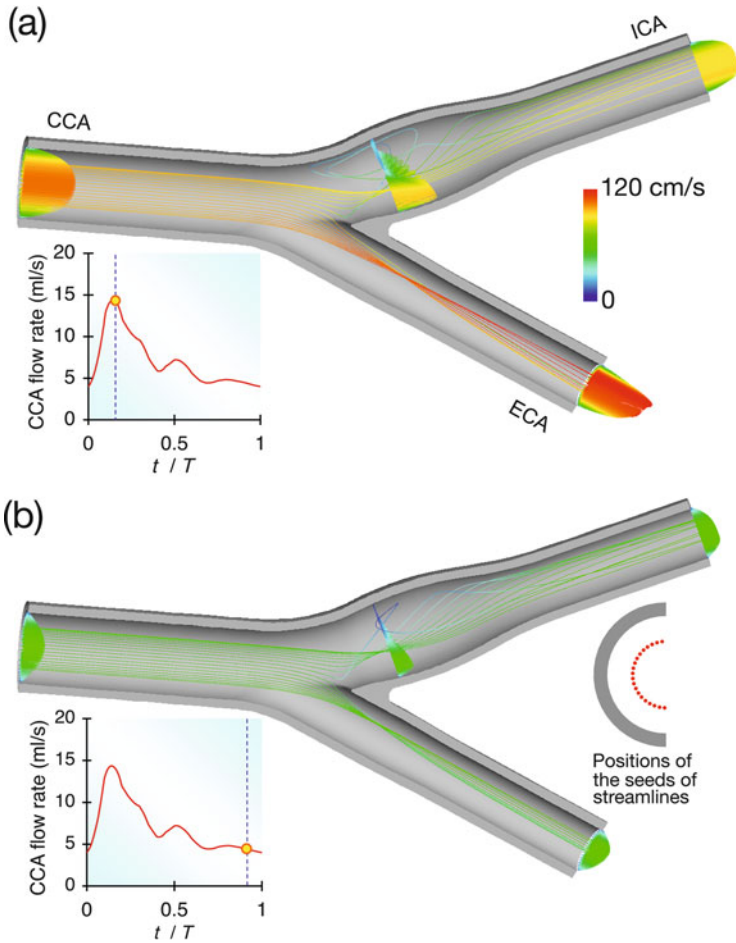 (a)
ICA
CCA
120 cm/s
0
ECA
20
15
10
5
0
CCA flow rate (ml/s)
0
0.5
1
t / T
(b)
20
15
10
5
0
CCA flow rate (ml/s)
0
0.5
1
t / T
Positions of
the seeds of
streamlines